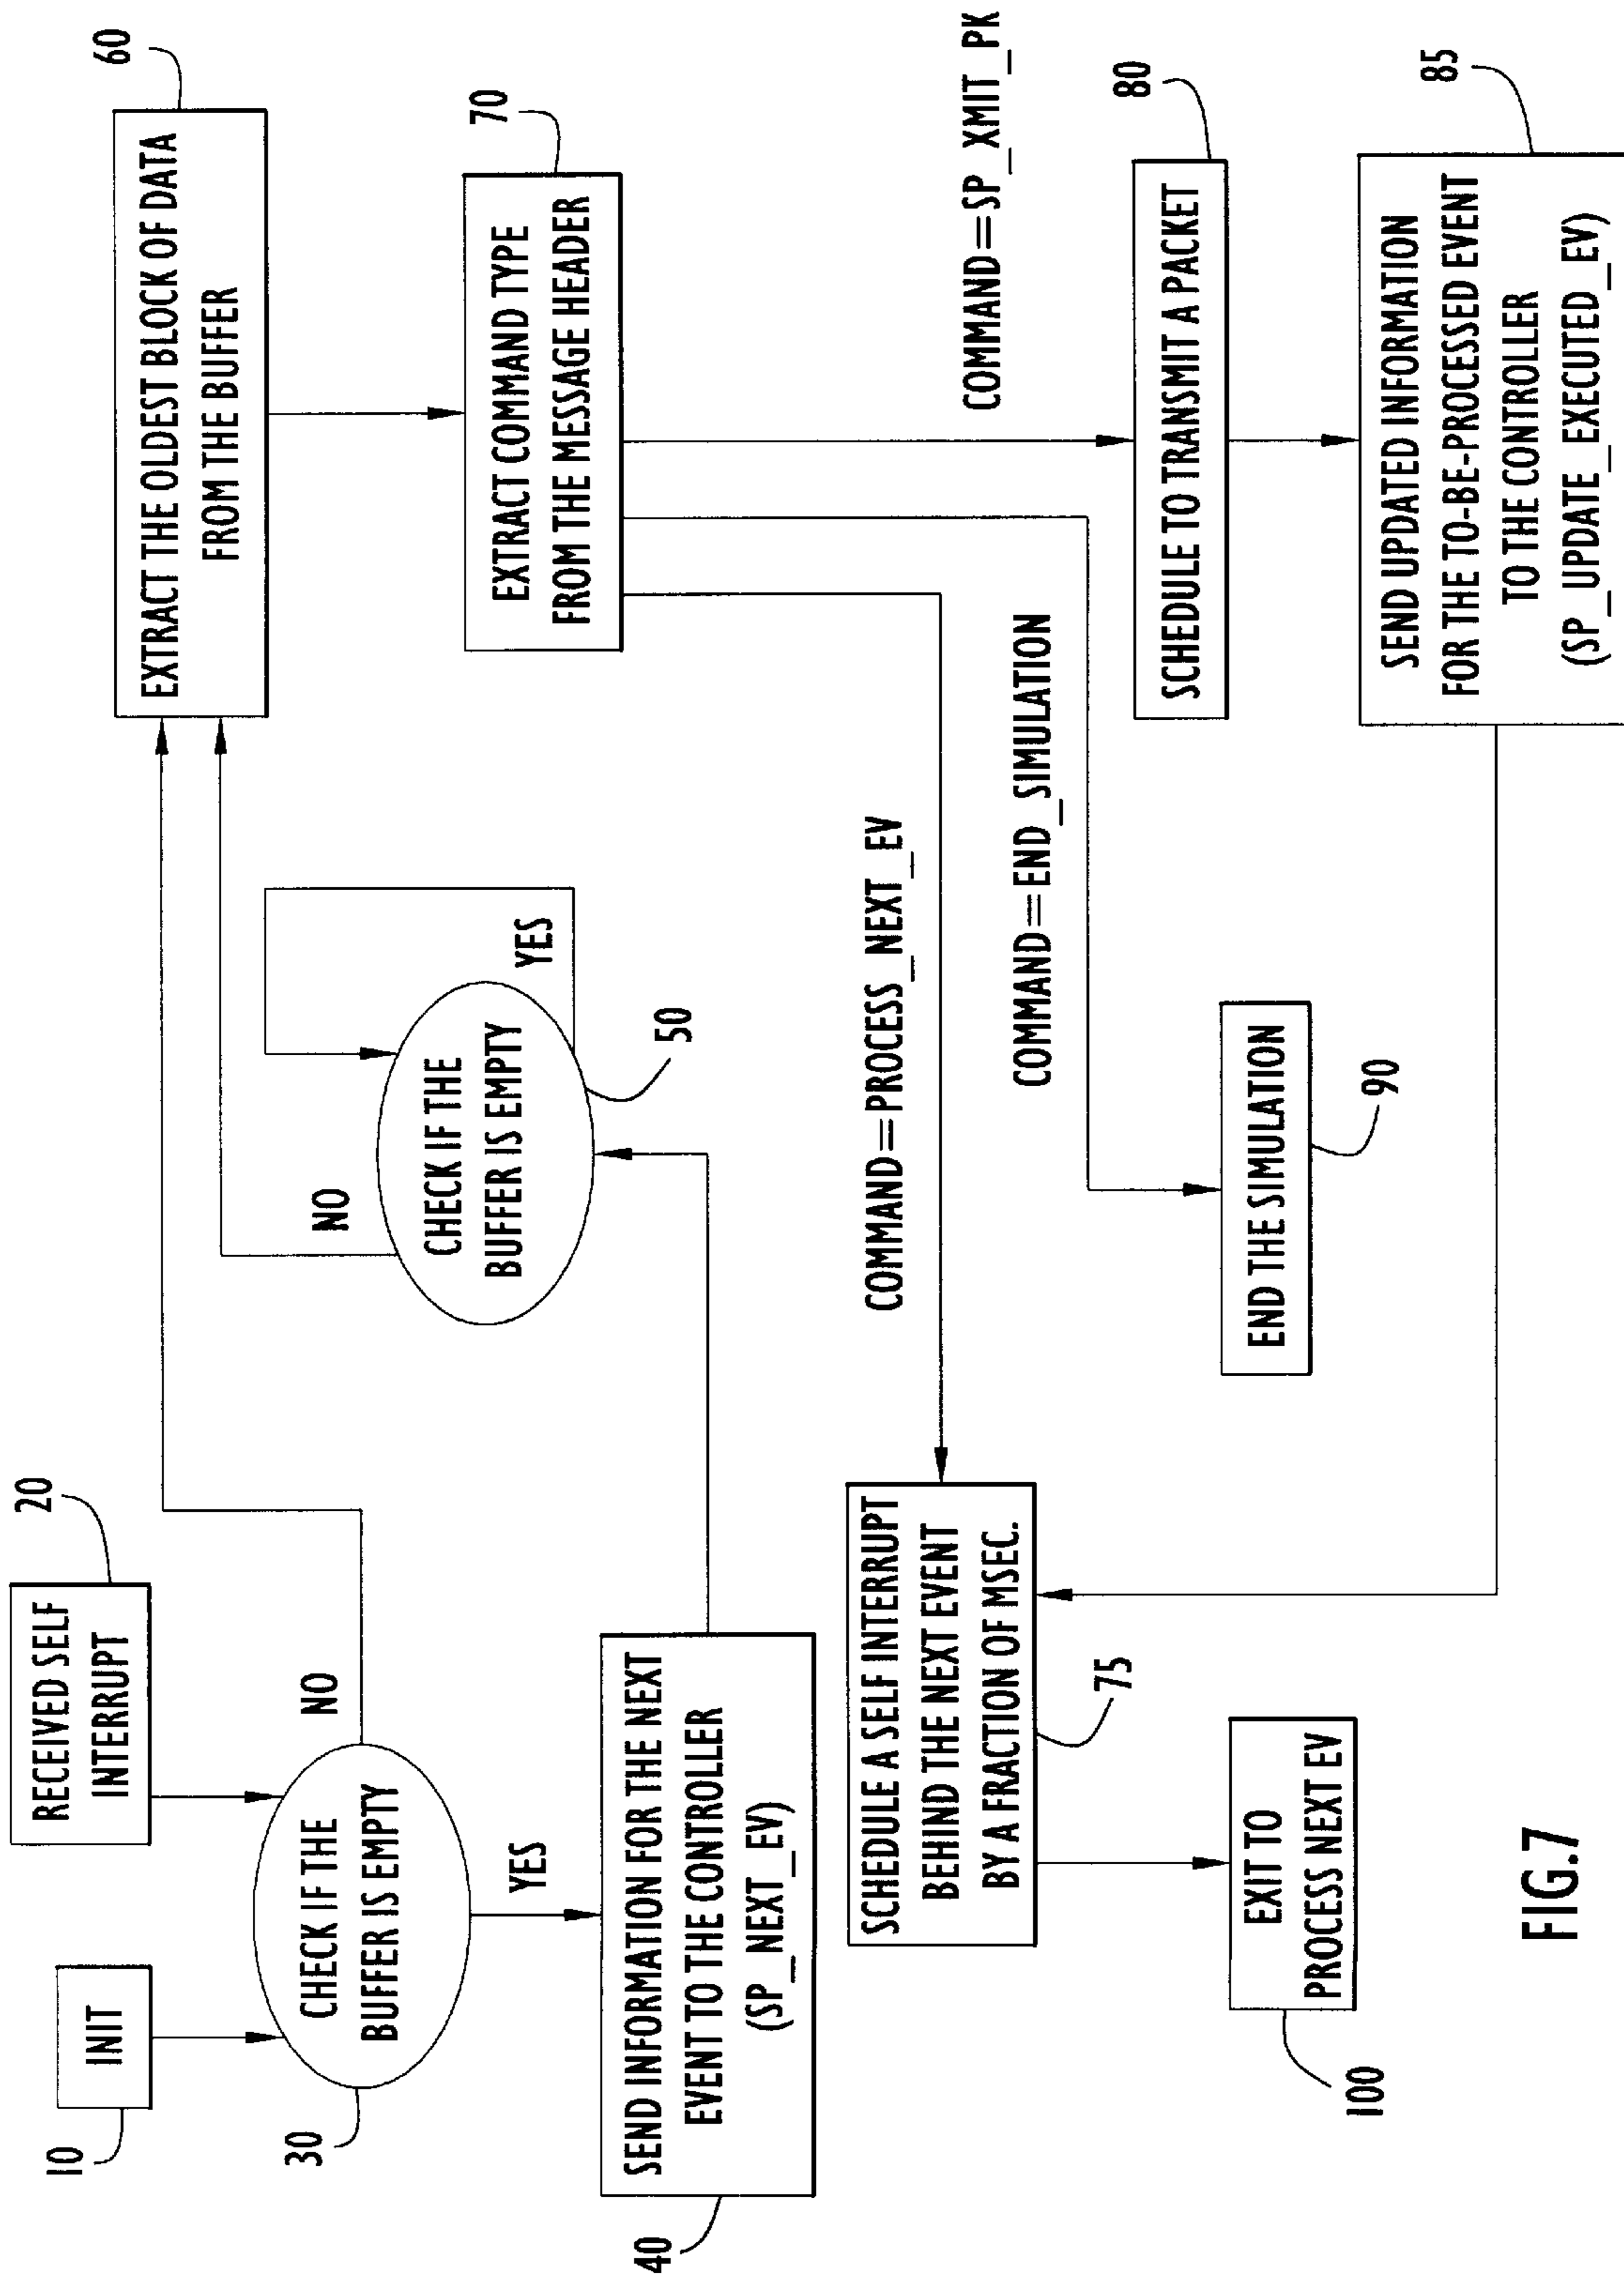 10
INIT
20
RECEIVED SELF
INTERRUPT
30
CHECK IF THE
BUFFER IS EMPTY
NO
YES
40
SEND INFORMATION FOR THE NEXT
EVENT TO THE CONTROLLER
(SP_NEXT_EV)
CHECK IF THE
BUFFER IS EMPTY
50
NO
YES
60
EXTRACT THE OLDEST BLOCK OF DATA
FROM THE BUFFER
70
EXTRACT COMMAND TYPE
FROM THE MESSAGE HEADER
COMMAND=PROCESS_NEXT_EV
COMMAND=END_SIMULATION
COMMAND=SP_XMIT_PK
SCHEDULE A SELF INTERRUPT
BEHIND THE NEXT EVENT
BY A FRACTION OF MSEC.
75
80
SCHEDULE TO TRANSMIT A PACKET
END THE SIMULATION
90
85
SEND UPDATED INFORMATION
FOR THE TO-BE-PROCESSED EVENT
TO THE CONTROLLER
(SP_UPDATE_EXECUTED_EV)
EXIT TO
PROCESS NEXT EV
100
FIG.7